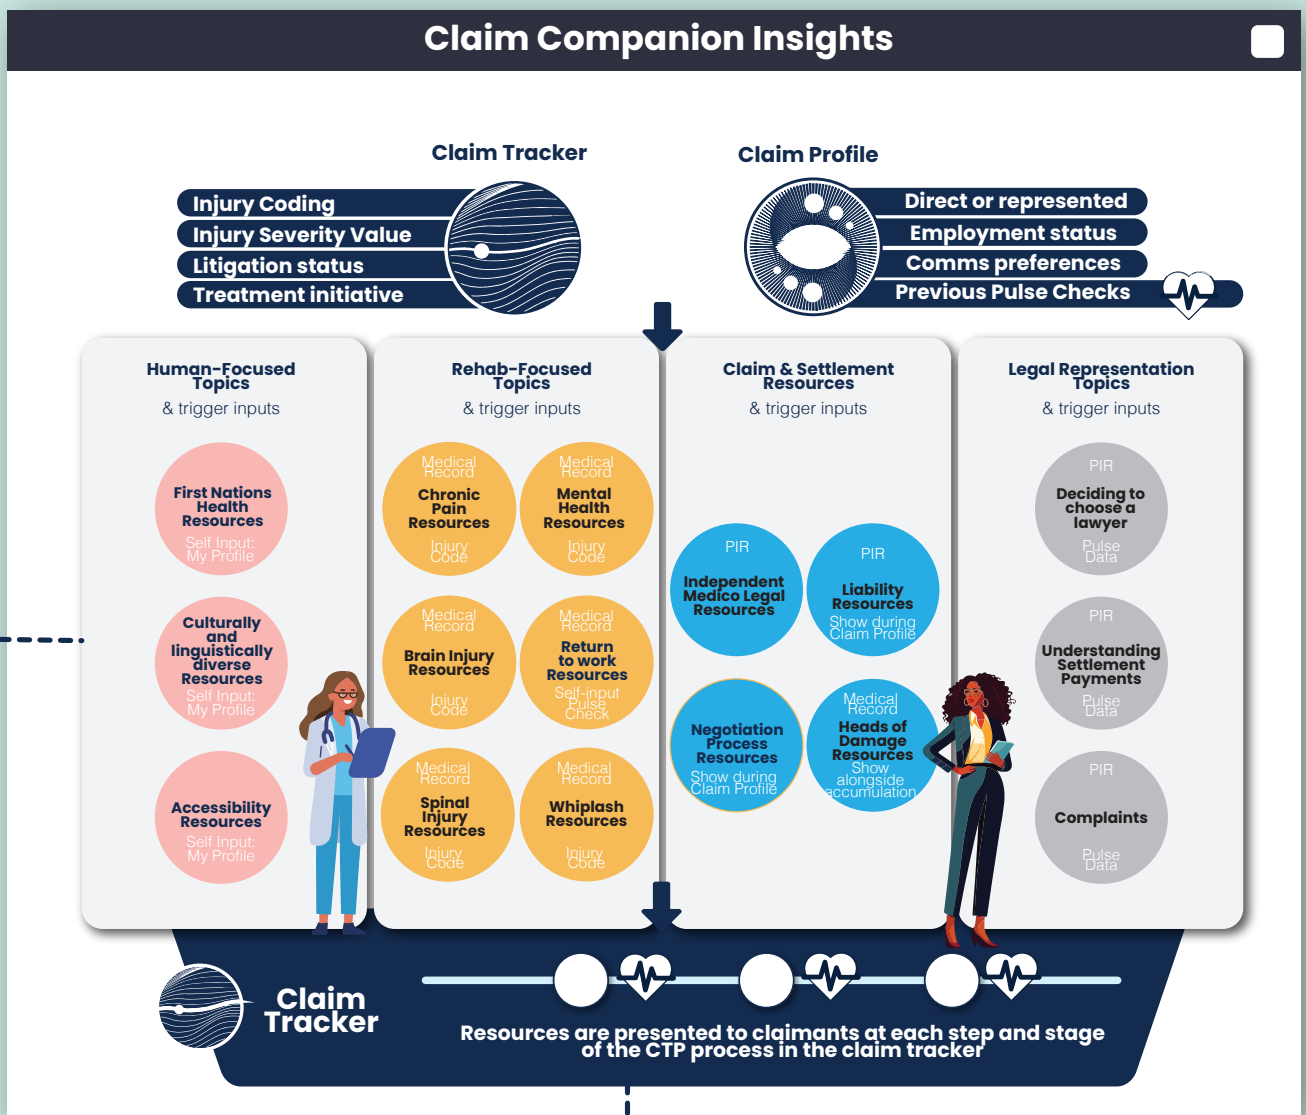 Claim Companion Insights
Claim Tracker
Injury Coding
Injury Severity Value
Litigation status
Treatment initiative
Claim Profile
Direct or represented
Employment status
Comms preferences
Previous Pulse Checks
Human-Focused
Topics
& trigger inputs
First Nations
Health
Resources
Self Input:
My Profile
Culturally
and
linguistically
diverse
Resources
Self Input:
My Profile
Accessibility
Resources
Self Input:
My Profile
Rehab-Focused
Topics
& trigger inputs
Medical
Record
Chronic
Pain
Resources
Injury
Code
Medical
Record
Mental
Health
Resources
Injury
Code
Medical
Record
Brain Injury
Resources
Injury
Code
Medical
Record
Return
to work
Resources
Self-input
Pulse
Check
Medical
Record
Spinal
Injury
Resources
Injury
Code
Medical
Record
Whiplash
Resources
Injury
Code
Claim & Settlement
Resources
& trigger inputs
PIR
Independent
Medico Legal
Resources
PIR
Liability
Resources
Show during
Claim Profile
Negotiation
Process
Resources
Show during
Claim Profile
Medical
Record
Heads of
Damage
Resources
Show
alongside
accumulation
Legal Representation
Topics
& trigger inputs
PIR
Deciding to
choose a
lawyer
Pulse
Data
PIR
Understanding
Settlement
Payments
Pulse
Data
PIR
Complaints
Pulse
Data
Claim
Tracker
Resources are presented to claimants at each step and stage
of the CTP process in the claim tracker